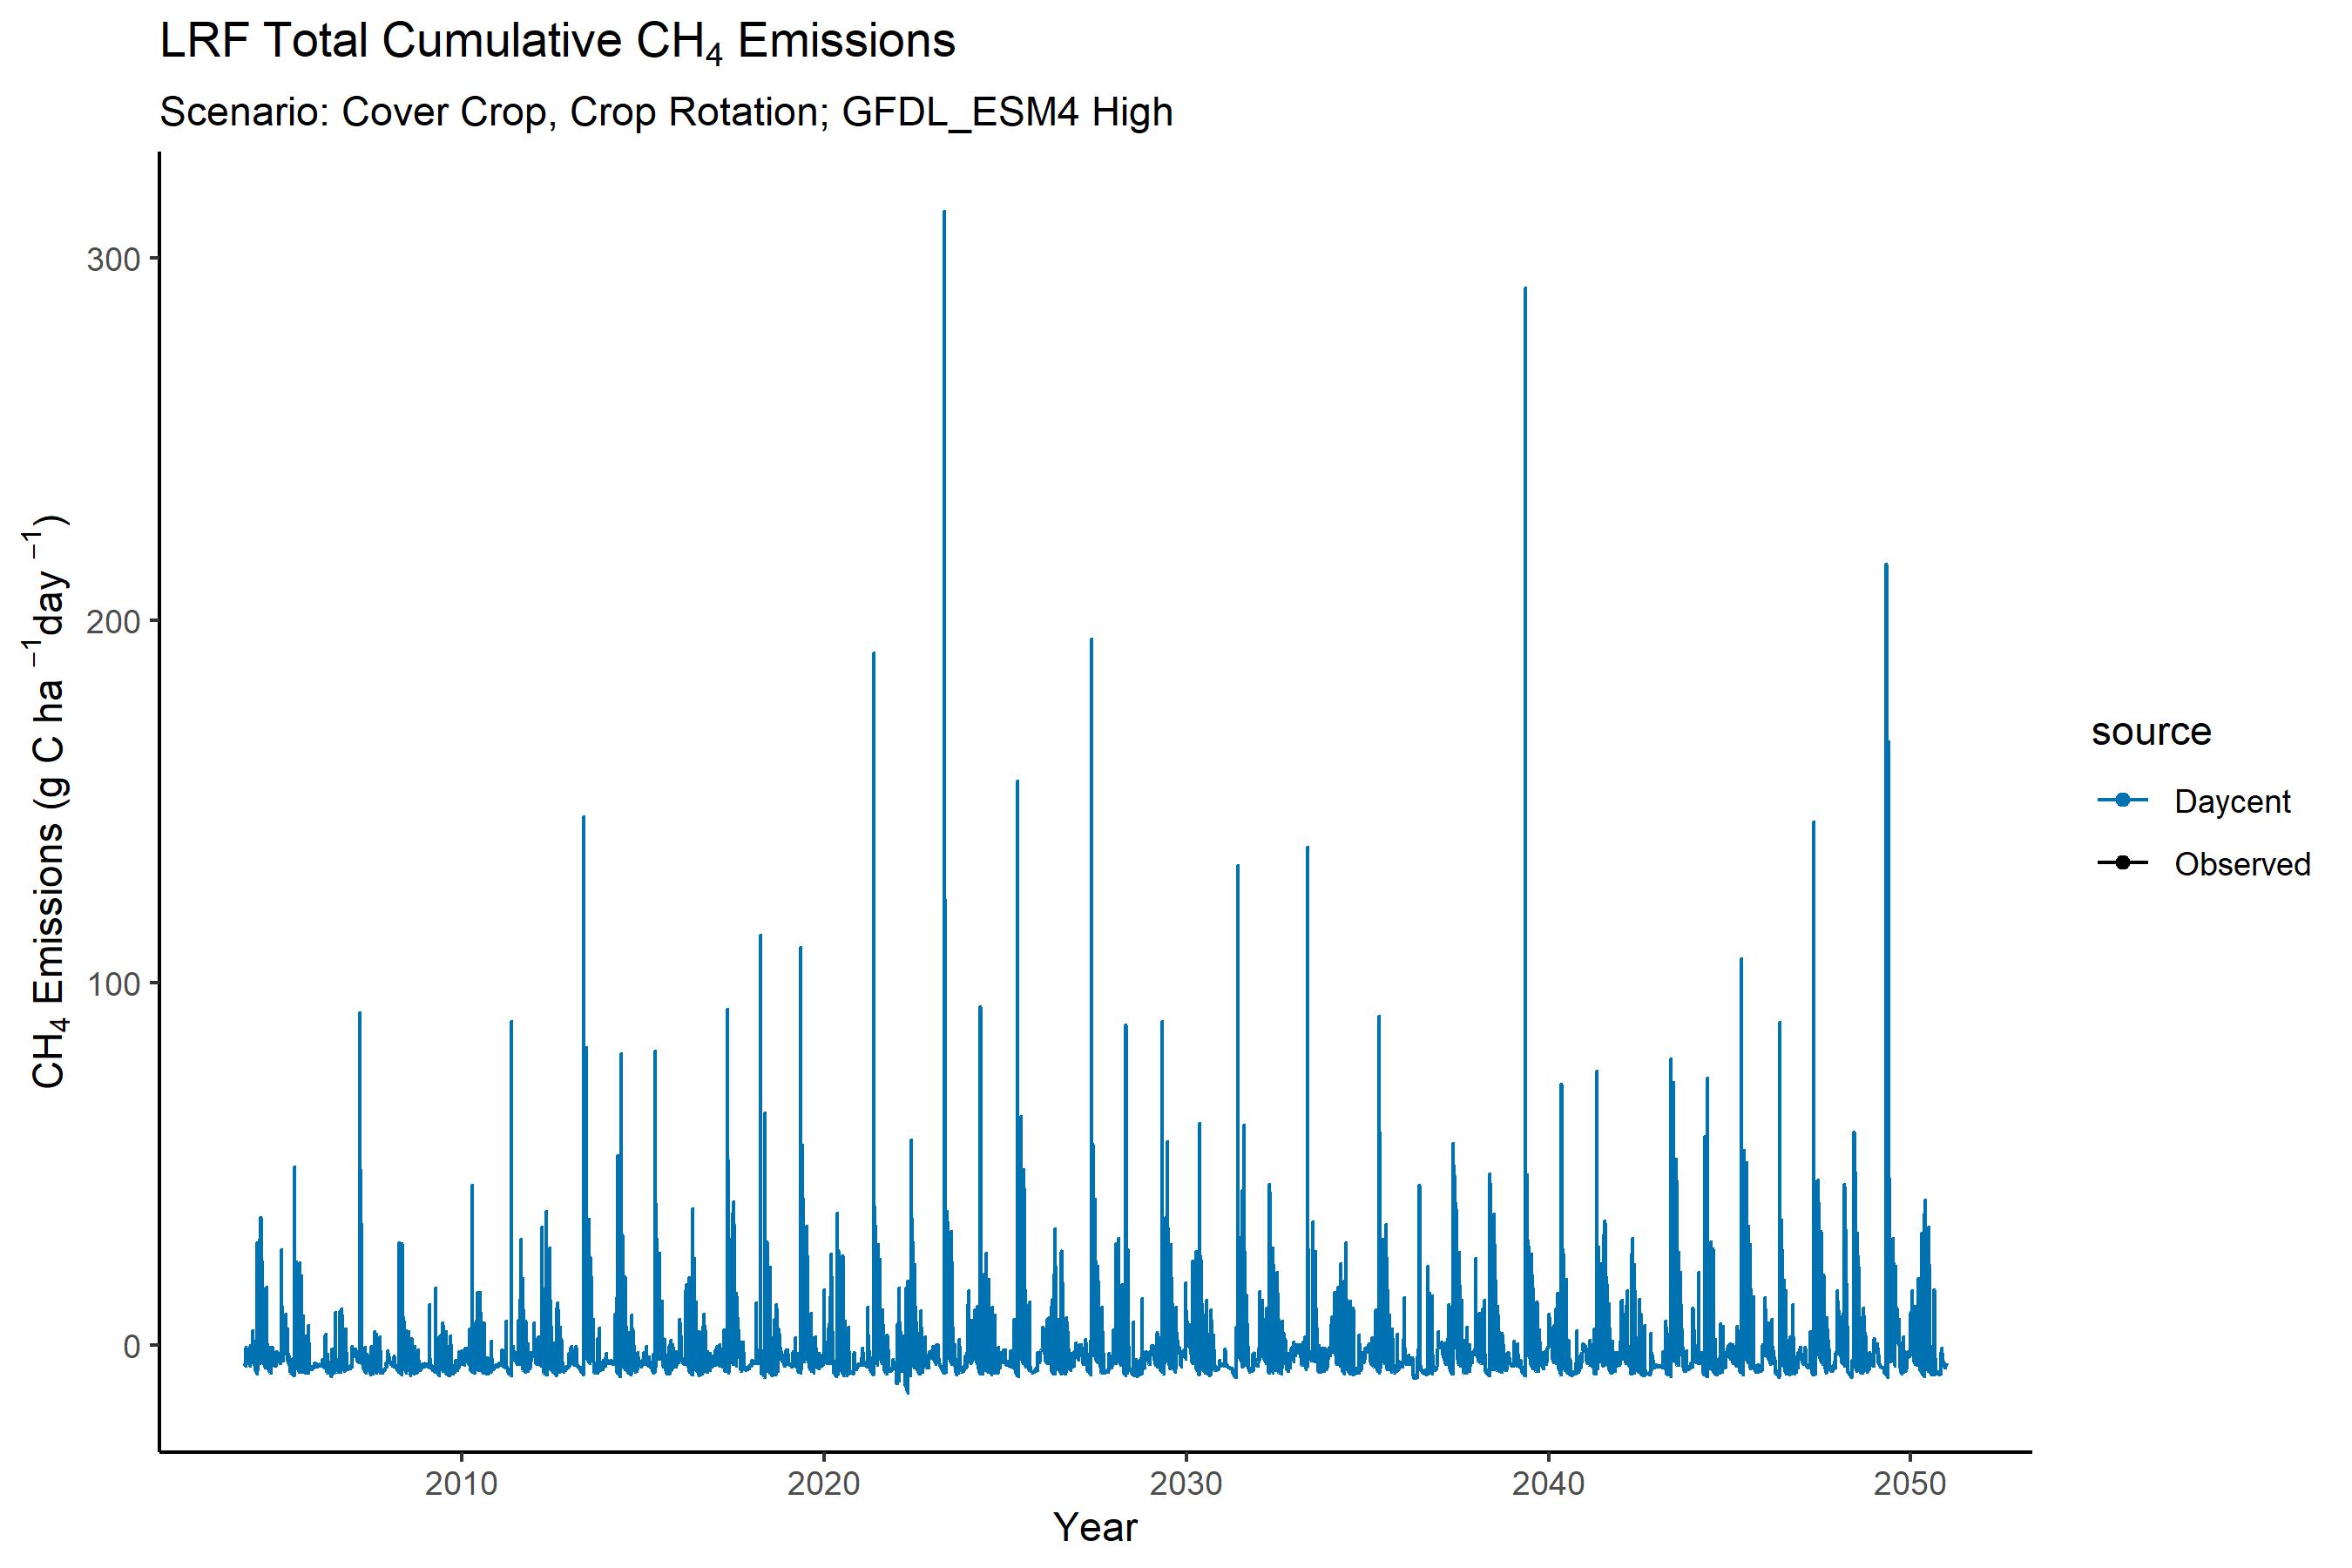 LRF Total Cumulative CH₄ Emissions
Scenario: Cover Crop, Crop Rotation; GFDL_ESM4 High
CH₄ Emissions (g C ha ⁻¹day ⁻¹)
300
200
100
0
2010 2020 2030 2040 2050
Year
source
Daycent
Observed